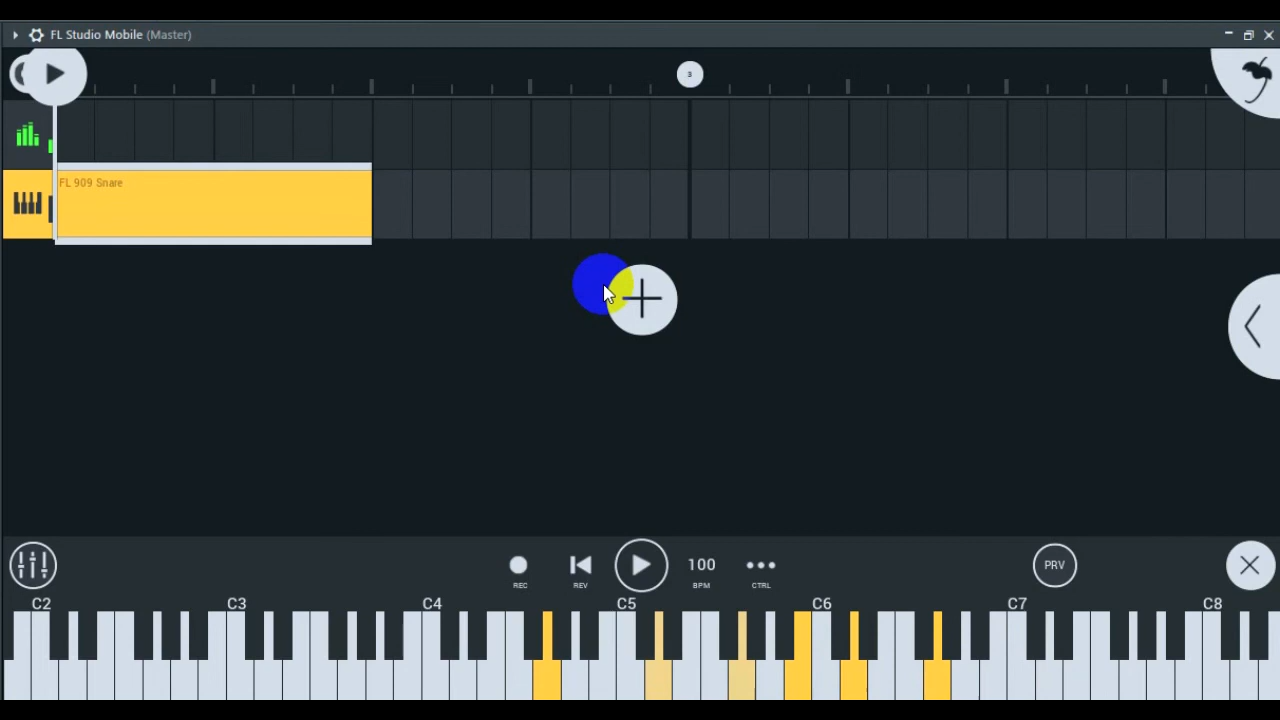 FL Studio Mobile (Master)
3
FL 909 Snare
REC
REV
100
BPM
CTRL
PRV
C2 C3 C4 C5 C6 C7 C8